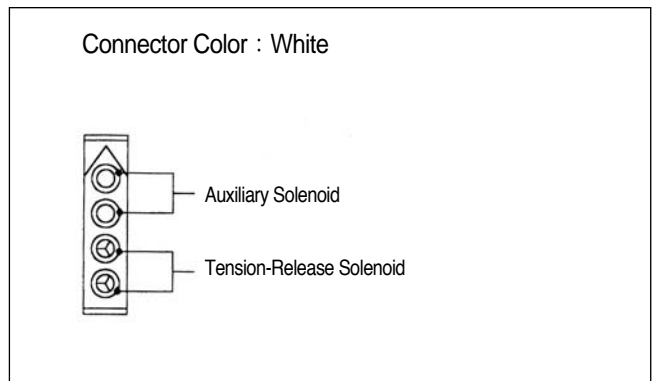 Connector Color : White
Auxiliary Solenoid
Tension-Release Solenoid